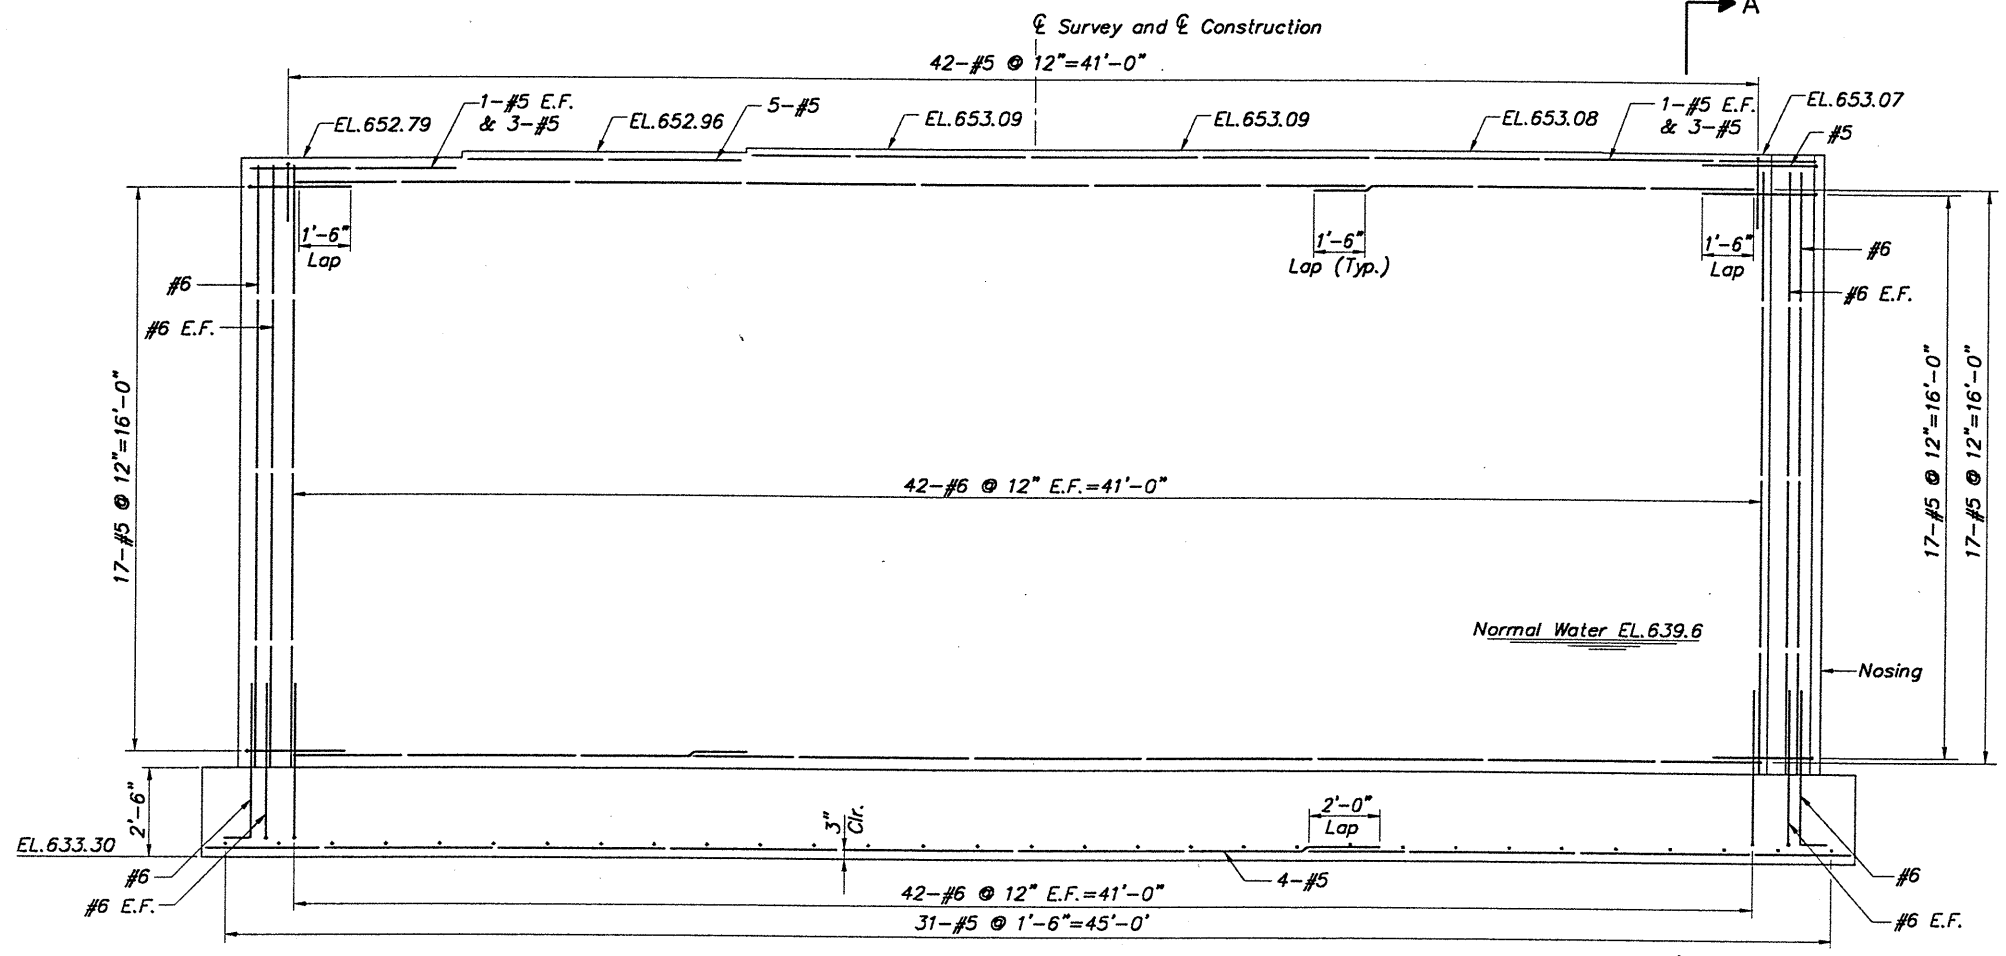 A
℄ Survey and ℄ Construction
42-#5 @ 12"=41'-0"
1-#5 E.F.
& 3-#5
5-#5
EL.652.79
EL.652.96
EL.653.09
EL.653.09
EL.653.08
1-#5 E.F.
& 3-#5
EL.653.07
#5
1'-6"
Lap
1'-6"
Lap (Typ.)
1'-6"
Lap
#6
#6 E.F.
#6
#6 E.F.
17-#5 @ 12"=16'-0"
17-#5 @ 12"=16'-0"
17-#5 @ 12"=16'-0"
42-#6 @ 12" E.F.=41'-0"
Normal Water EL.639.6
Nosing
2'-6"
EL.633.30
3"
Clr.
2'-0"
Lap
#6
#6 E.F.
4-#5
#6
#6 E.F.
42-#6 @ 12" E.F.=41'-0"
31-#5 @ 1'-6"=45'-0'